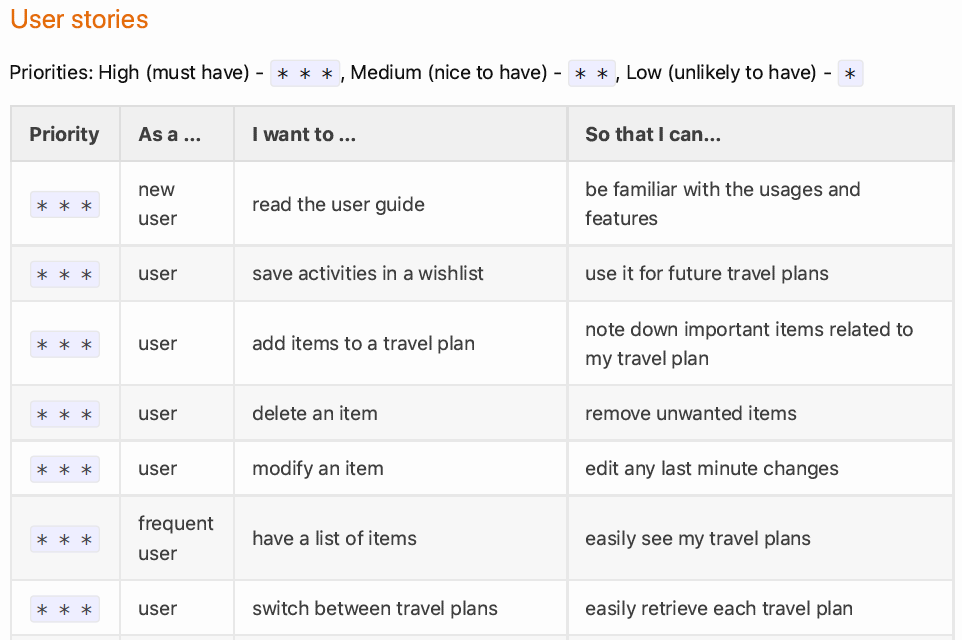 User stories
Priorities: High (must have) - * * *, Medium (nice to have) - * *, Low (unlikely to have) - *
Priority As a ... I want to ... So that I can...
* * * new user read the user guide be familiar with the usages and features
* * * user save activities in a wishlist use it for future travel plans
* * * user add items to a travel plan note down important items related to my travel plan
* * * user delete an item remove unwanted items
* * * user modify an item edit any last minute changes
* * * frequent user have a list of items easily see my travel plans
* * * user switch between travel plans easily retrieve each travel plan